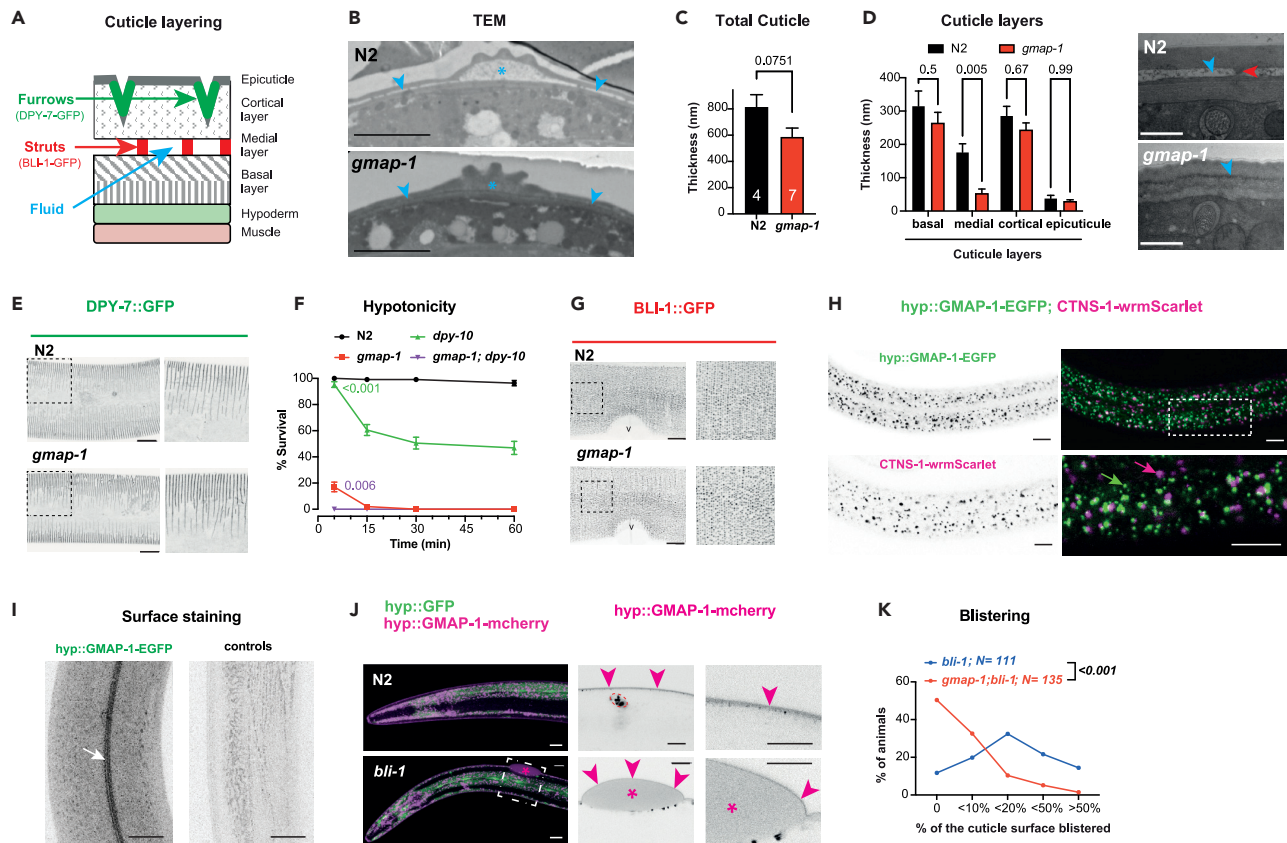 A
Cuticle layering
Epicuticle
Furrows
(DPY-7-GFP)
Cortical
layer
Struts
(BLI-1-GFP)
Medial
layer
Basal
layer
Fluid
Hypoderm
Muscle
B
TEM
N2
*
gmap-1
*
C
Total Cuticle
0.0751
Thickness (nm)
800
600
400
200
0
4
7
N2
gmap-1
D
Cuticle layers
N2
gmap-1
0.5
0.005
0.67
0.99
Thickness (nm)
400
300
200
100
0
basal
medial
cortical
epicuticule
Cuticule layers
N2
gmap-1
E
DPY-7::GFP
N2
gmap-1
F
Hypotonicity
N2
dpy-10
gmap-1
gmap-1; dpy-10
% Survival
100
80
60
40
20
0
<0.001
0.006
0
15
30
45
60
Time (min)
G
BLI-1::GFP
N2
v
gmap-1
v
H
hyp::GMAP-1-EGFP; CTNS-1-wrmScarlet
hyp::GMAP-1-EGFP
CTNS-1-wrmScarlet
I
Surface staining
hyp::GMAP-1-EGFP
controls
J
hyp::GFP
hyp::GMAP-1-mcherry
hyp::GMAP-1-mcherry
N2
bli-1
*
*
K
Blistering
bli-1; N= 111
gmap-1;bli-1; N= 135
<0.001
% of animals
60
40
20
0
0
<10%
<20%
<50%
>50%
% of the cuticle surface blistered